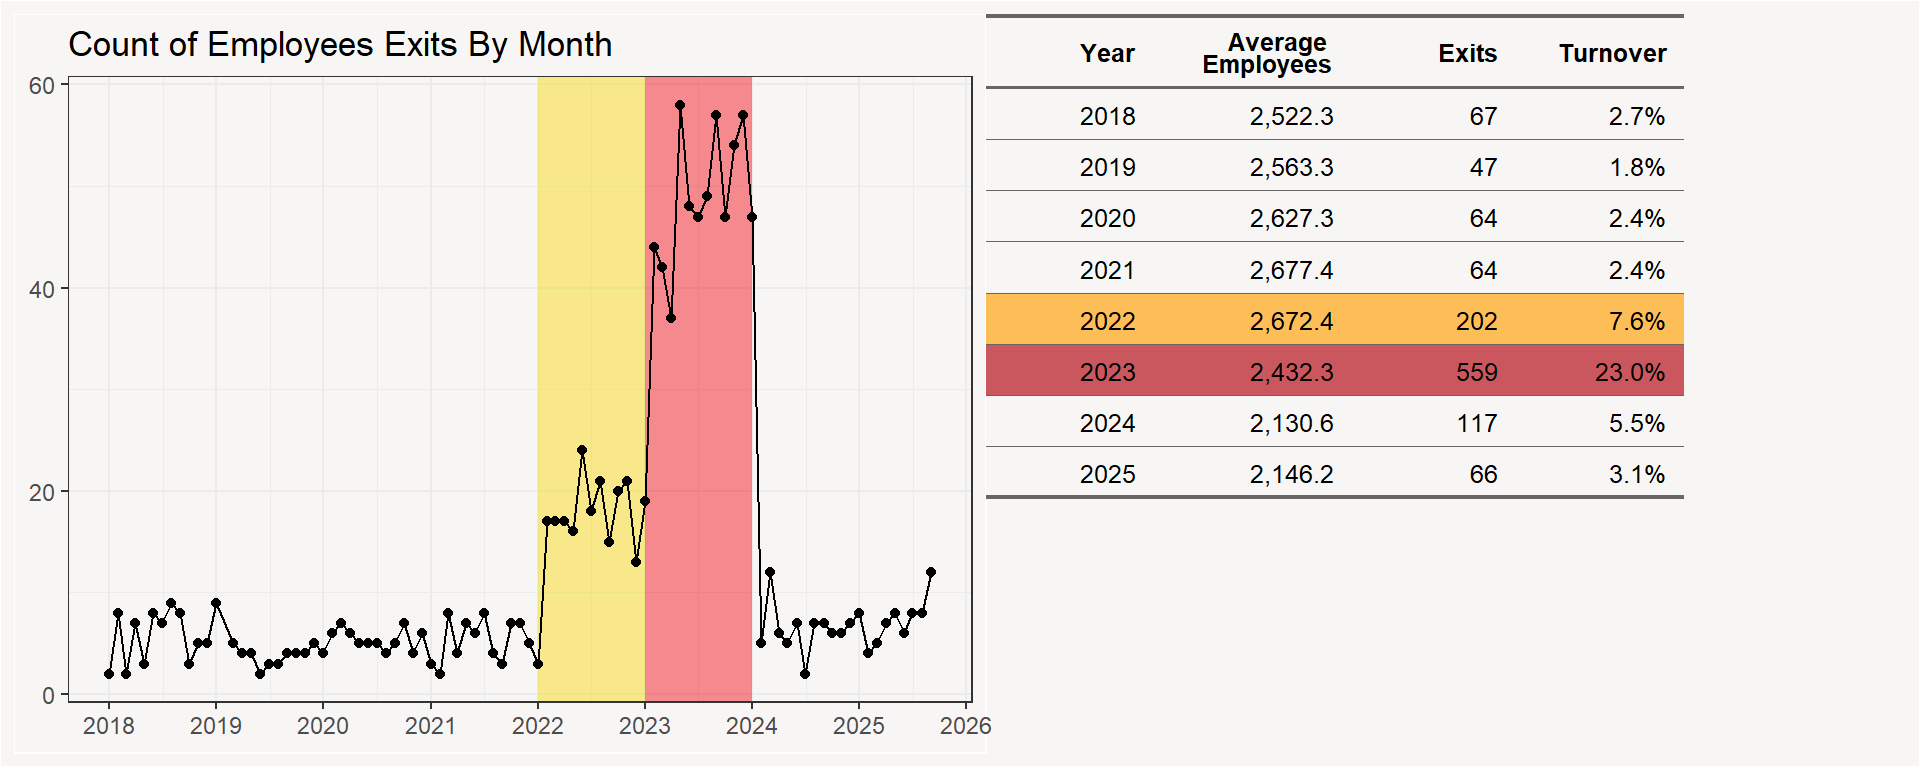 Count of Employees Exits By Month
60
40
20
0
2018 2019 2020 2021 2022 2023 2024 2025 2026
Year Average Employees Exits Turnover
2018 2,522.3 67 2.7%
2019 2,563.3 47 1.8%
2020 2,627.3 64 2.4%
2021 2,677.4 64 2.4%
2022 2,672.4 202 7.6%
2023 2,432.3 559 23.0%
2024 2,130.6 117 5.5%
2025 2,146.2 66 3.1%